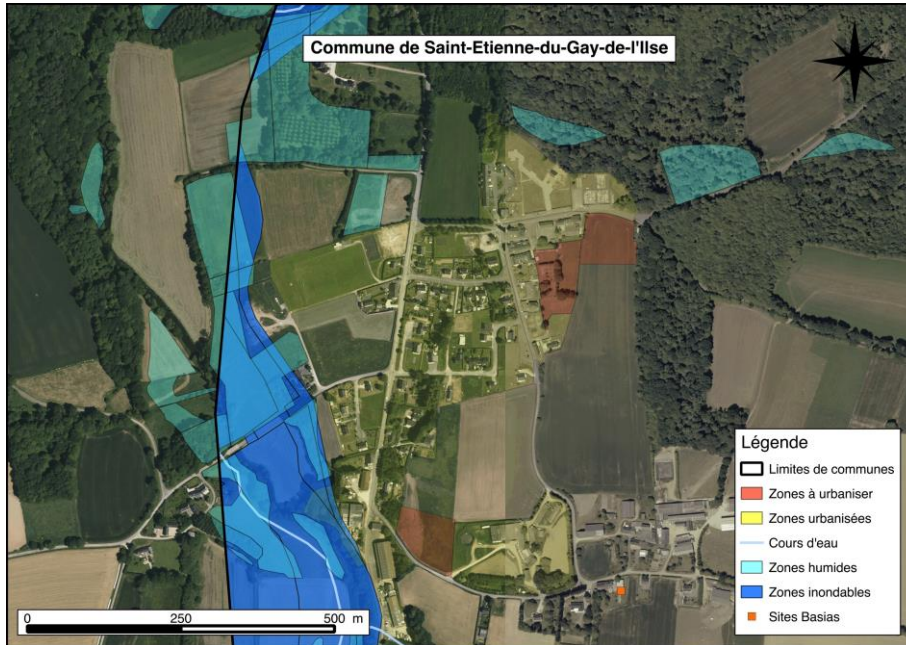 Commune de Saint-Etienne-du-Gay-de-l'Ilse
Légende
Limites de communes
Zones à urbaniser
Zones urbanisées
Cours d'eau
Zones humides
Zones inondables
Sites Basias
0 250 500 m